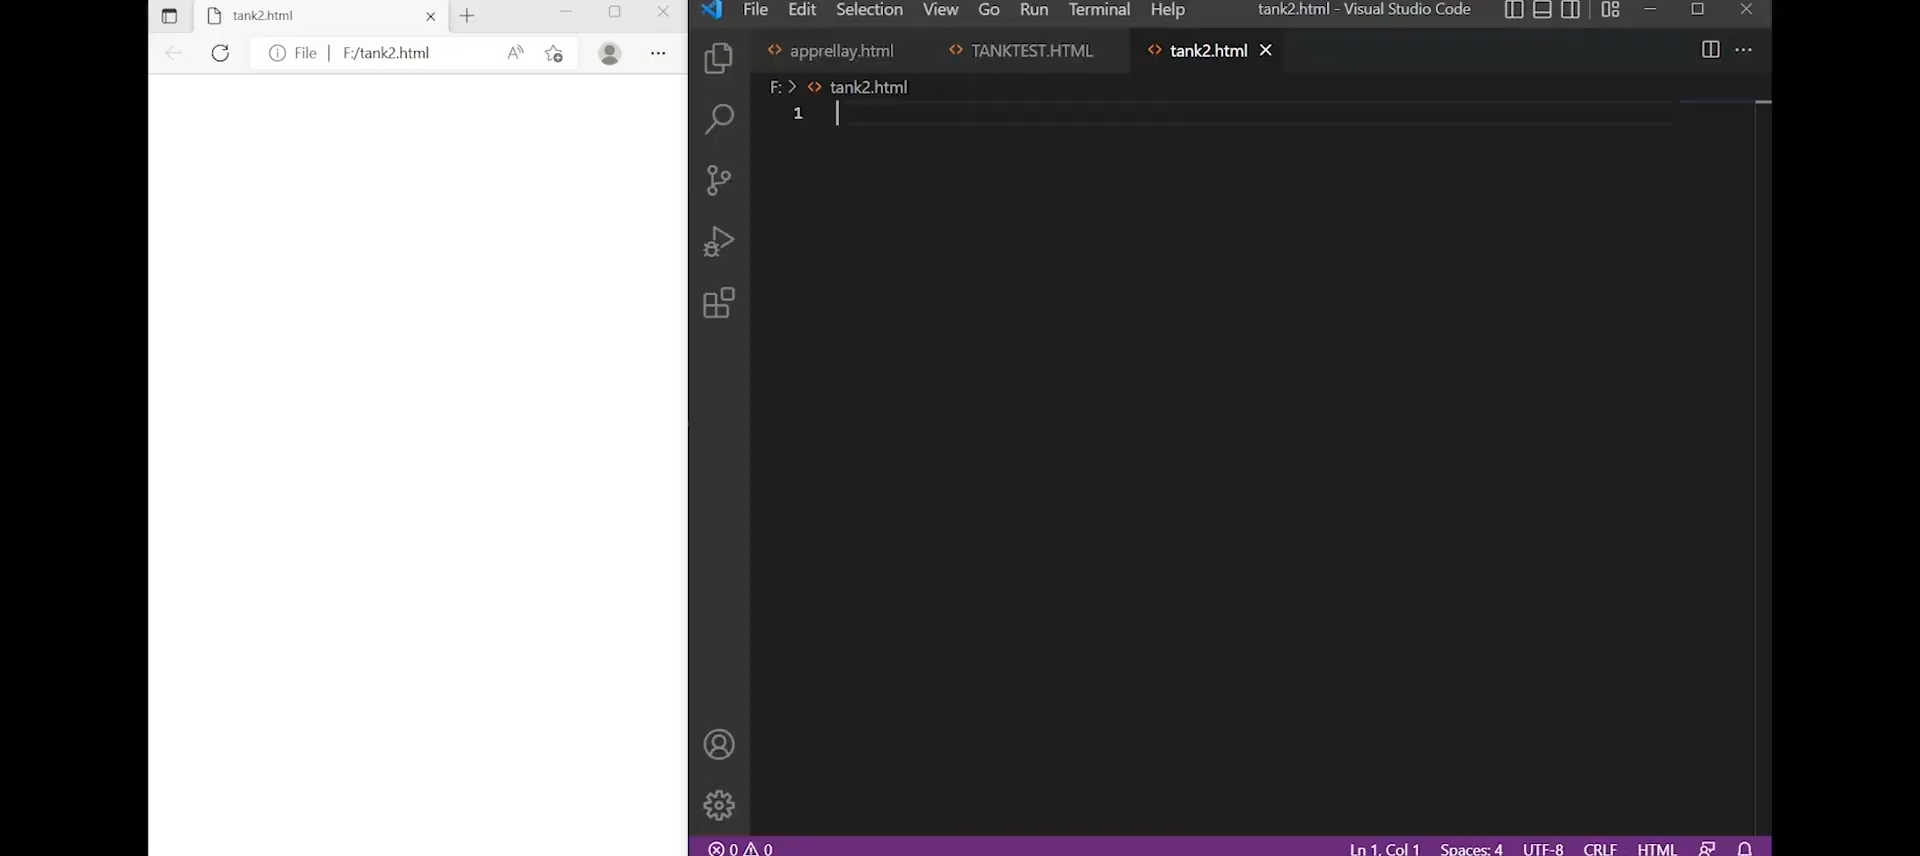 tank2.html
File | F:/tank2.html
File Edit Selection View Go Run Terminal Help tank2.html - Visual Studio Code
apprellay.html TANKTEST.HTML tank2.html
F: > tank2.html
1
0 0 Ln 1, Col 1 Spaces: 4 UTF-8 CRLF HTML